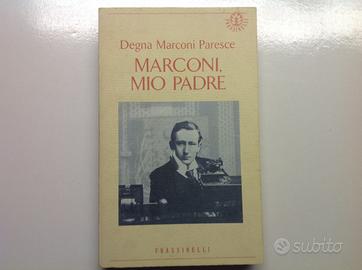 Degna Marconi Paresce
MARCONI,
MIO PADRE
FRASSINELLI
subito